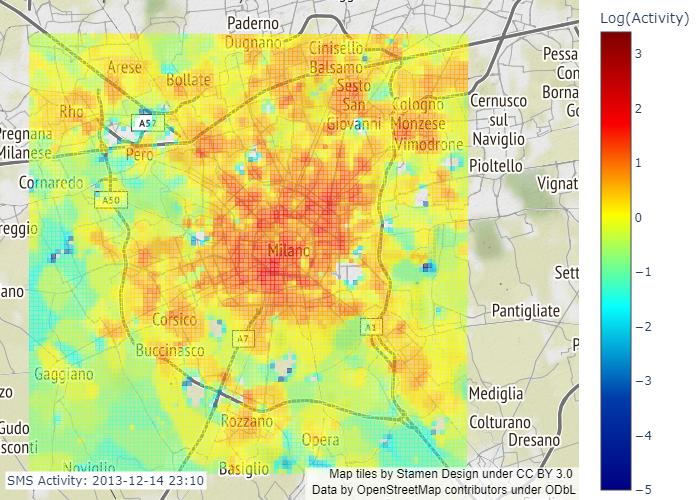 Log(Activity)
Paderno
Dugnano
Cinisello
Balsamo
Arese
Bollate
Sesto
San
Giovanni
Pessa
Con
Borna
Go
Rho
A52
Cologno
Monzese
Cernusco
sul
Naviglio
Pregnana
Milanese
Pero
Vimodrone
Pioltello
Cornaredo
Vignat
A50
reggio
Milano
Sett
ano
Corsico
A7
A1
Pantigliate
Buccinasco
P
Gaggiano
zo
Mediglia
Rozzano
Colturano
Gudo
sconti
Opera
Dresano
Noviglio
Basiglio
SMS Activity: 2013-12-14 23:10
Map tiles by Stamen Design under CC BY 3.0
Data by OpenStreetMap contributors under ODbL
3
2
1
0
−1
−2
−3
−4
−5